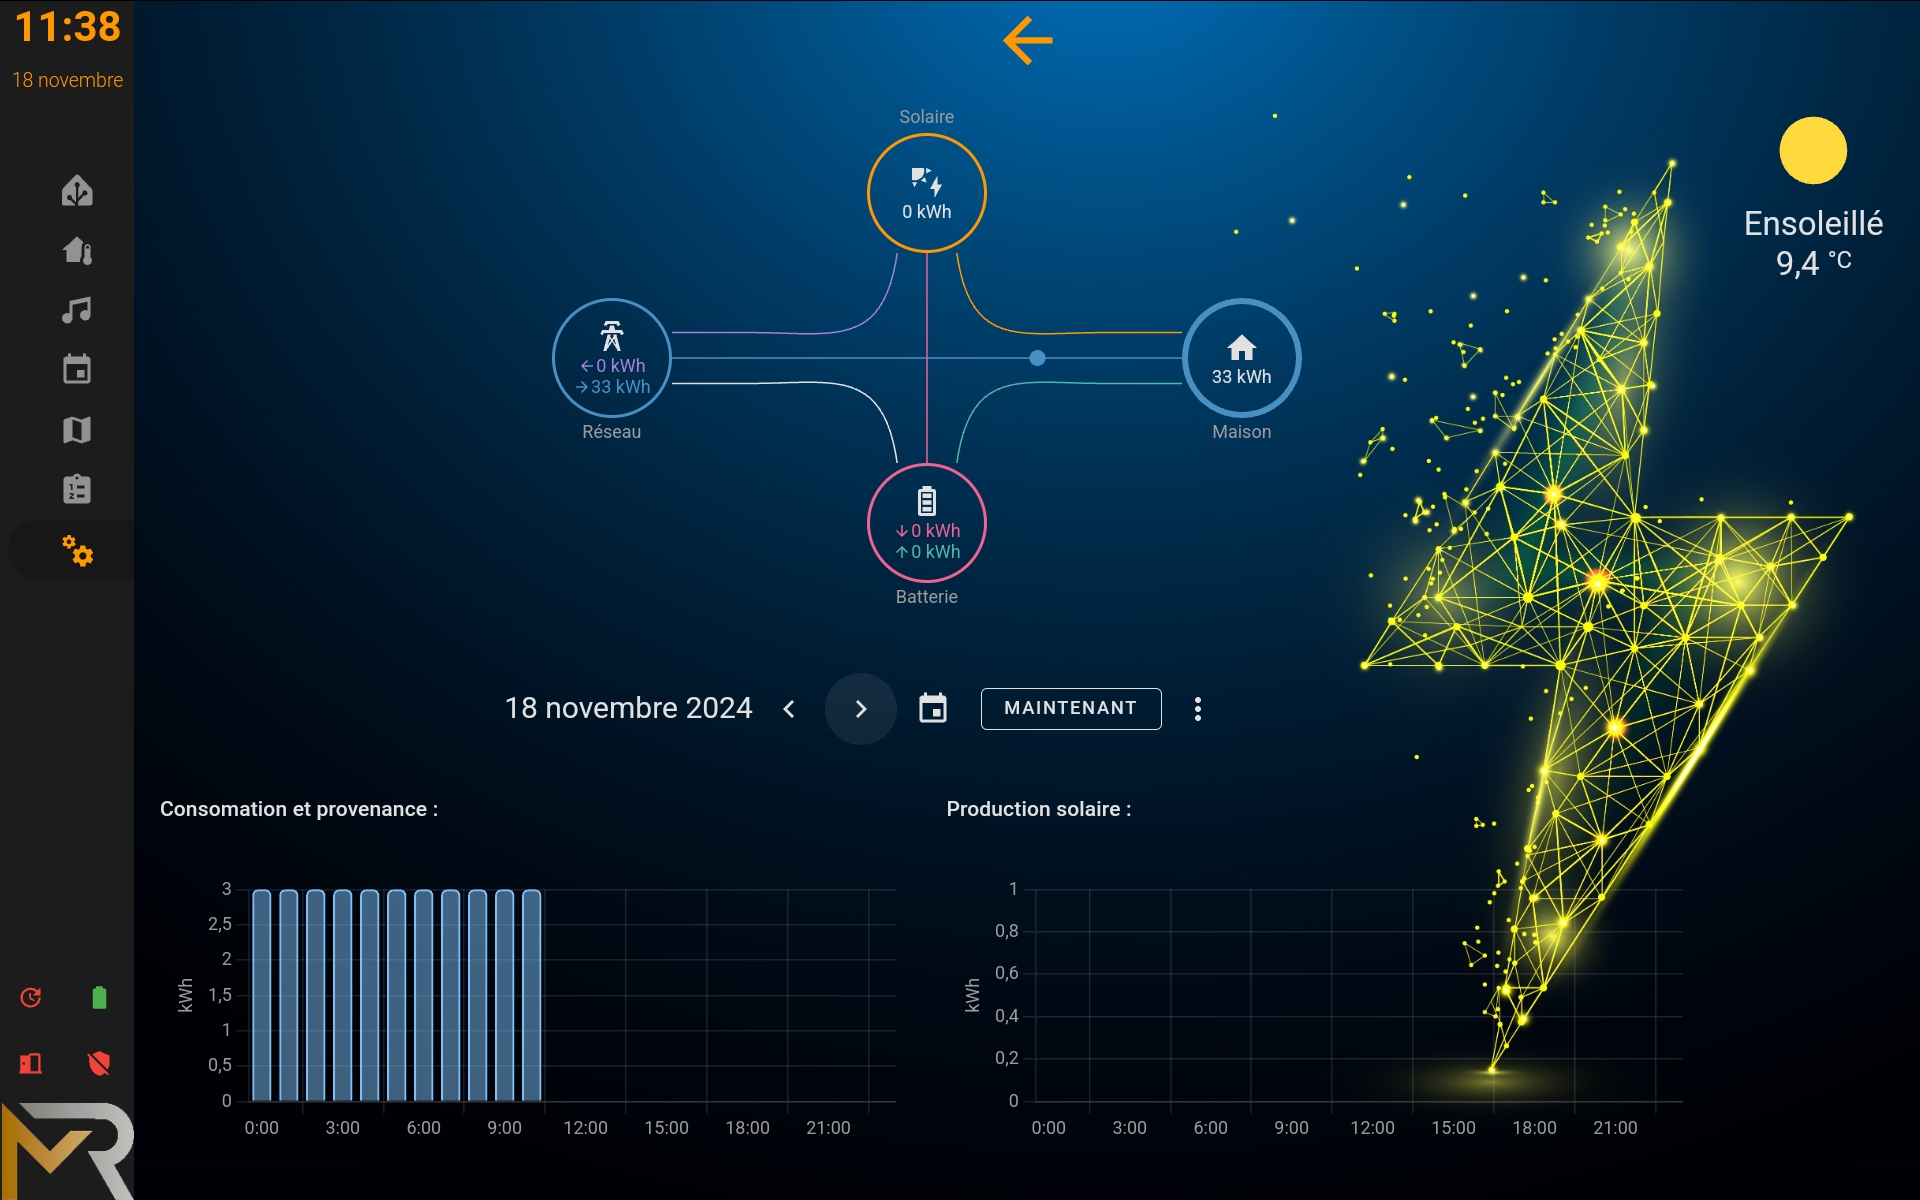 11:38
18 novembre
Solaire
0 kWh
Ensoleillé
9,4 °C
←0 kWh
→33 kWh
Réseau
33 kWh
Maison
↓0 kWh
↑0 kWh
Batterie
18 novembre 2024
MAINTENANT
Consomation et provenance :
3
2,5
2
1,5
1
0,5
0
kWh
0:00 3:00 6:00 9:00 12:00 15:00 18:00 21:00
Production solaire :
1
0,8
0,6
0,4
0,2
0
kWh
0:00 3:00 6:00 9:00 12:00 15:00 18:00 21:00
MR